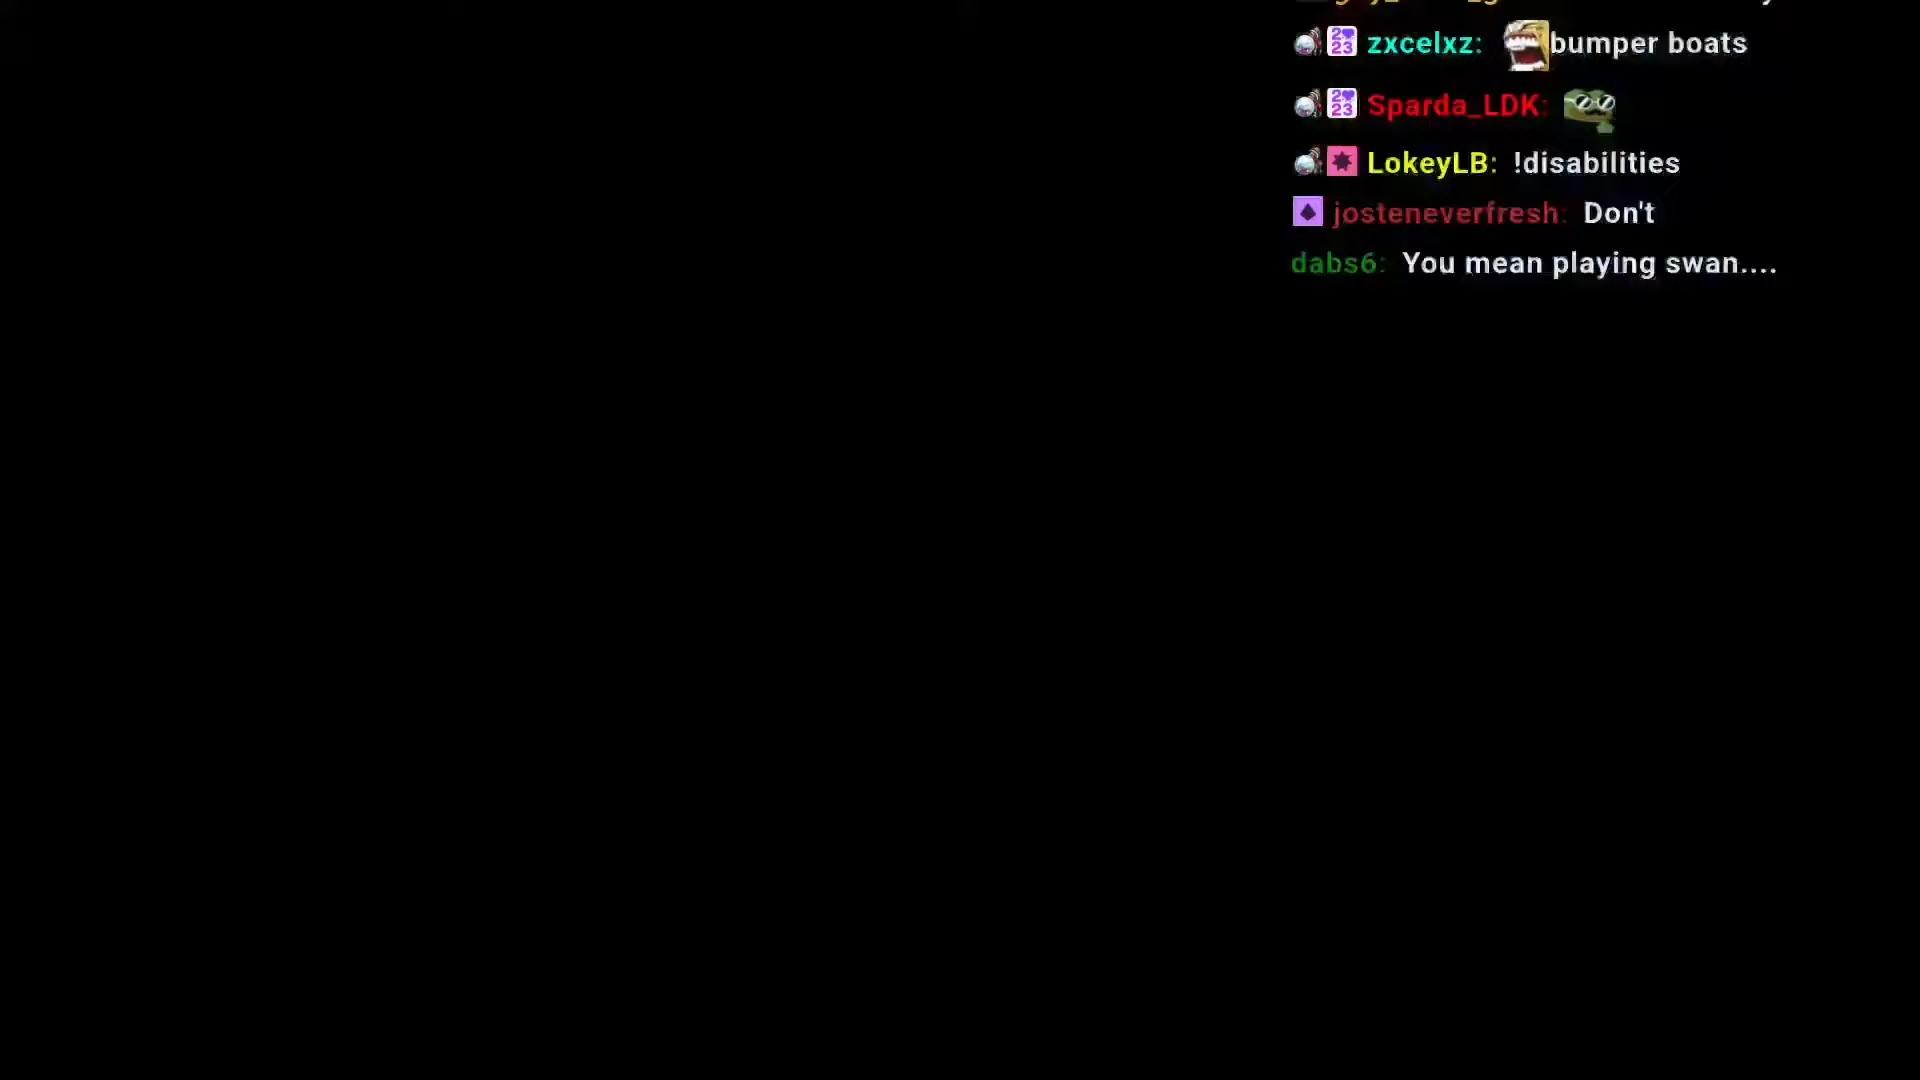 zxcelxz: bumper boats
Sparda_LDK:
LokeyLB: !disabilities
josteneverfresh: Don't
dabs6: You mean playing swan....